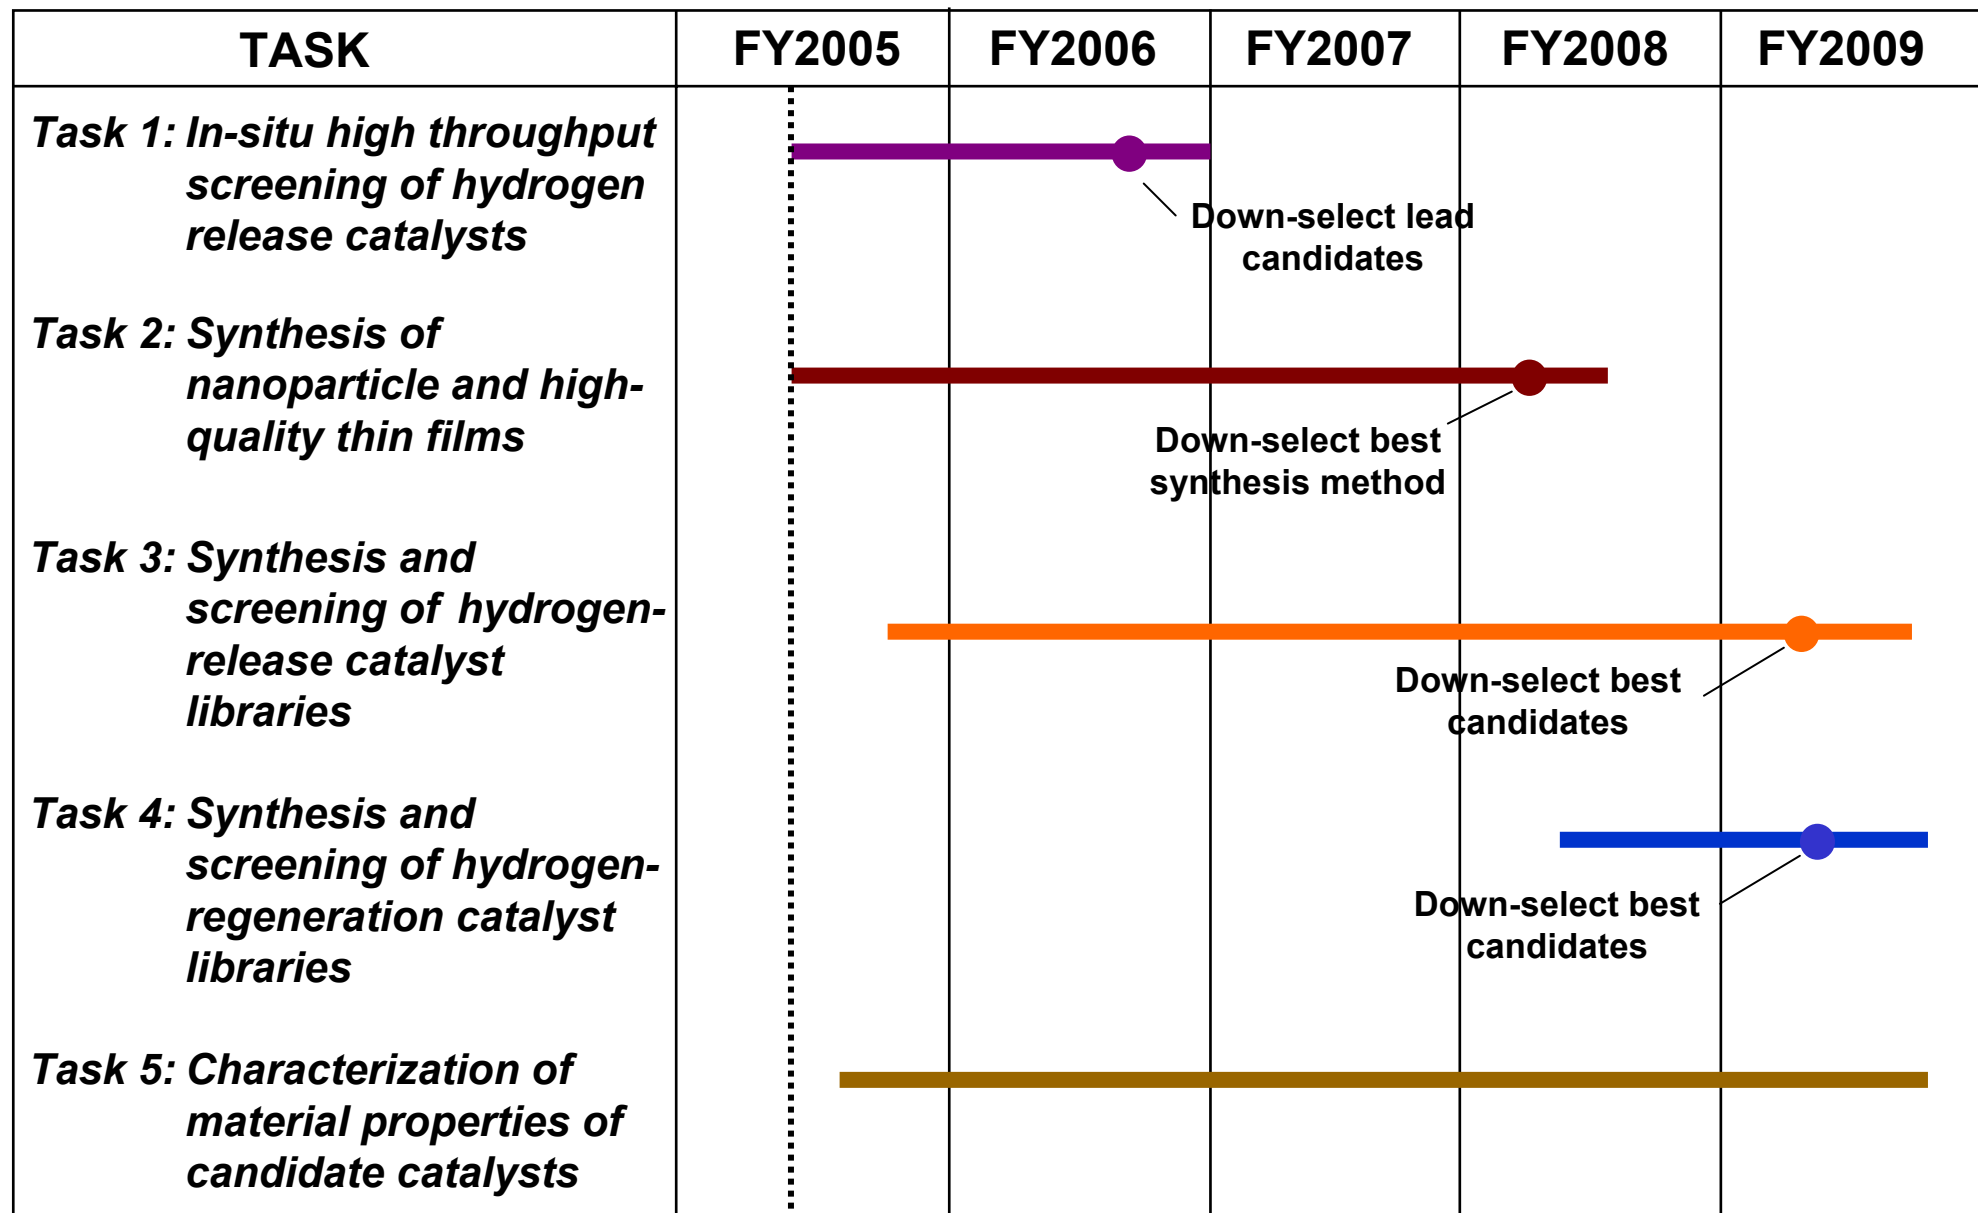 TASK FY2005 FY2006 FY2007 FY2008 FY2009
Task 1: In-situ high throughput
screening of hydrogen
release catalysts
Down-select lead
candidates
Task 2: Synthesis of
nanoparticle and high-
quality thin films
Down-select best
synthesis method
Task 3: Synthesis and
screening of hydrogen-
release catalyst
libraries
Down-select best
candidates
Task 4: Synthesis and
screening of hydrogen-
regeneration catalyst
libraries
Down-select best
candidates
Task 5: Characterization of
material properties of
candidate catalysts